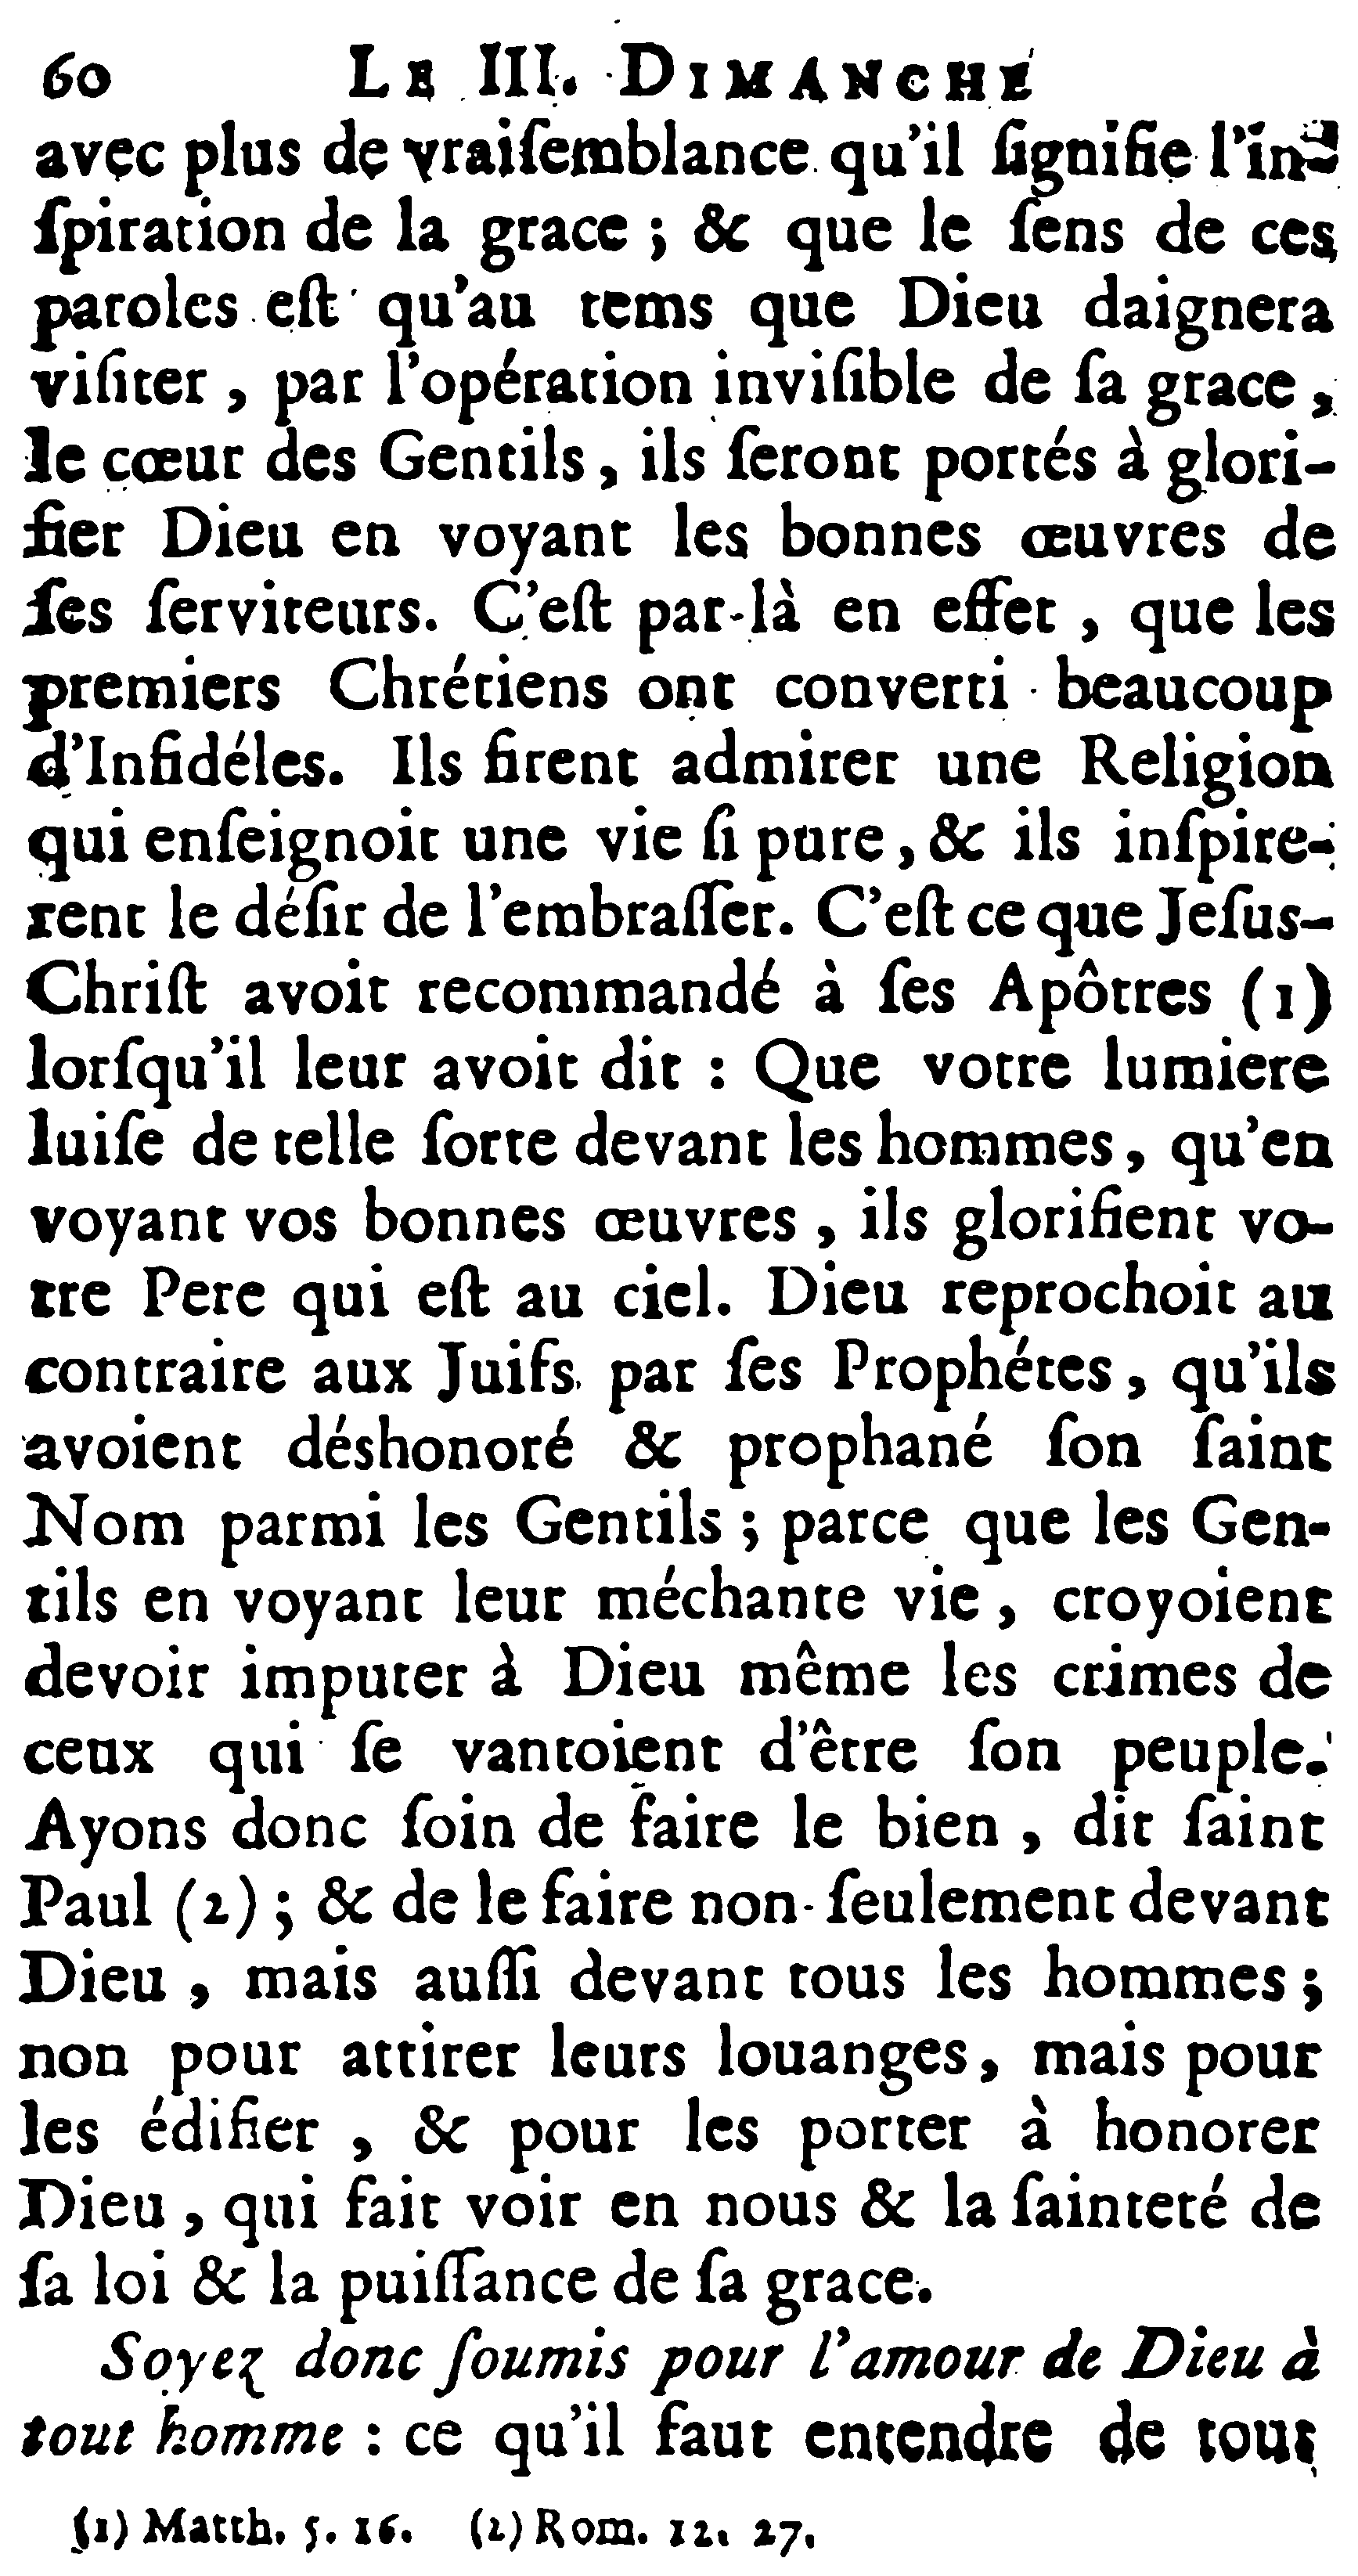 60 LE III. DIMANCHE
avec plus de vraiſemblance qu'il ſignifie l'in-
ſpiration de la grace ; & que le ſens de ces
paroles eſt qu'au tems que Dieu daignera
viſiter , par l'opération inviſible de ſa grace ,
le cœur des Gentils , ils ſeront portés à glori-
fier Dieu en voyant les bonnes œuvres de
ſes ſerviteurs. C'eſt par-là en effet , que les
premiers Chrétiens ont converti beaucoup
d'Infidéles. Ils firent admirer une Religion
qui enſeignoit une vie ſi pure , & ils inſpire-
rent le déſir de l'embraſſer. C'eſt ce que Jeſus-
Chriſt avoit recommandé à ſes Apôtres (1)
lorſqu'il leur avoit dit : Que votre lumiere
luiſe de telle ſorte devant les hommes , qu'en
voyant vos bonnes œuvres , ils glorifient vo-
tre Pere qui eſt au ciel. Dieu reprochoit au
contraire aux Juifs par ſes Prophétes , qu'ils
avoient déshonoré & prophané ſon ſaint
Nom parmi les Gentils ; parce que les Gen-
tils en voyant leur méchante vie , croyoient
devoir imputer à Dieu même les crimes de
ceux qui ſe vantoient d'être ſon peuple.
Ayons donc ſoin de faire le bien , dit ſaint
Paul (2) ; & de le faire non-ſeulement devant
Dieu , mais auſſi devant tous les hommes ;
non pour attirer leurs louanges , mais pour
les édifier , & pour les porter à honorer
Dieu , qui fait voir en nous & la ſainteté de
ſa loi & la puiſſance de ſa grace.
Soyez donc ſoumis pour l'amour de Dieu à
tout homme : ce qu'il faut entendre de tout
(1) Matth. 5. 16. (2) Rom. 12. 27.